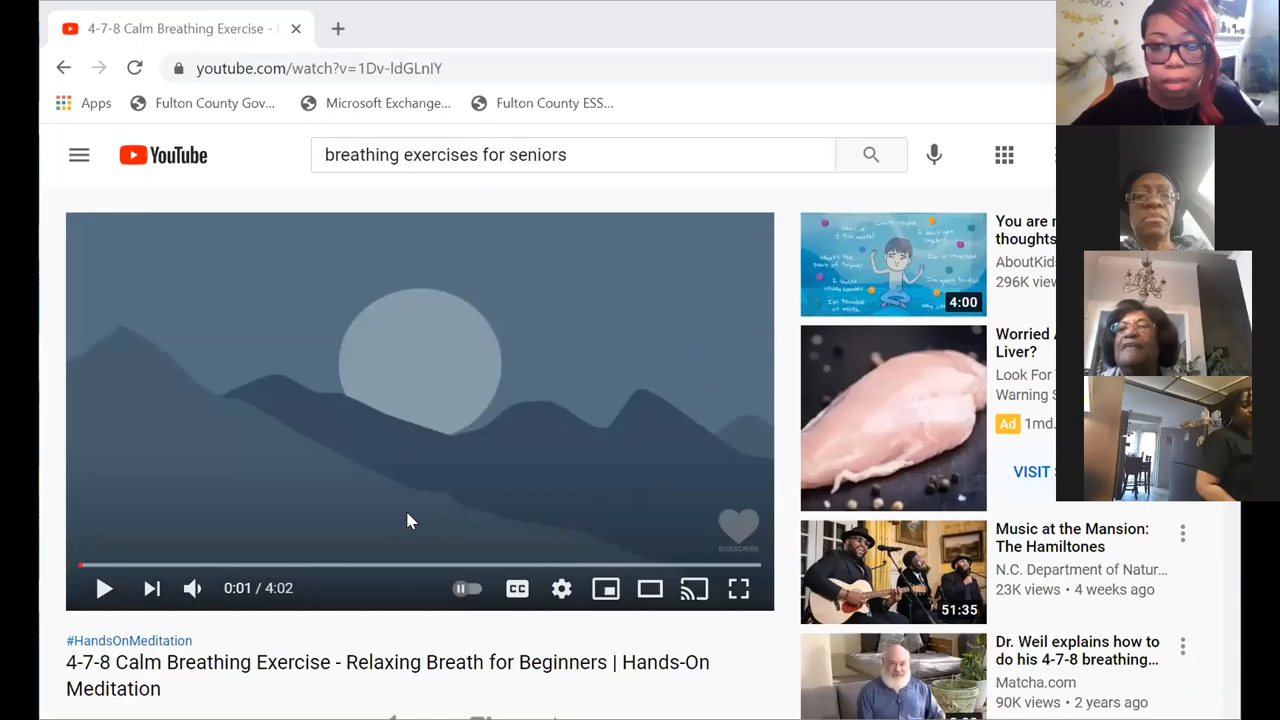 4-7-8 Calm Breathing Exercise -
youtube.com/watch?v=1Dv-ldGLnIY
Apps
Fulton County Gov...
Microsoft Exchange...
Fulton County ESS...
YouTube
breathing exercises for seniors
SUBSCRIBE
0:01 / 4:02
CC
#HandsOnMeditation
4-7-8 Calm Breathing Exercise - Relaxing Breath for Beginners | Hands-On
Meditation
4:00
You are
thoughts
AboutKids
296K views
Worried
Liver?
Look For
Warning
Ad 1md.
VISIT
51:35
Music at the Mansion:
The Hamiltones
N.C. Department of Natur...
23K views • 4 weeks ago
Dr. Weil explains how to
do his 4-7-8 breathing...
Matcha.com
90K views • 2 years ago